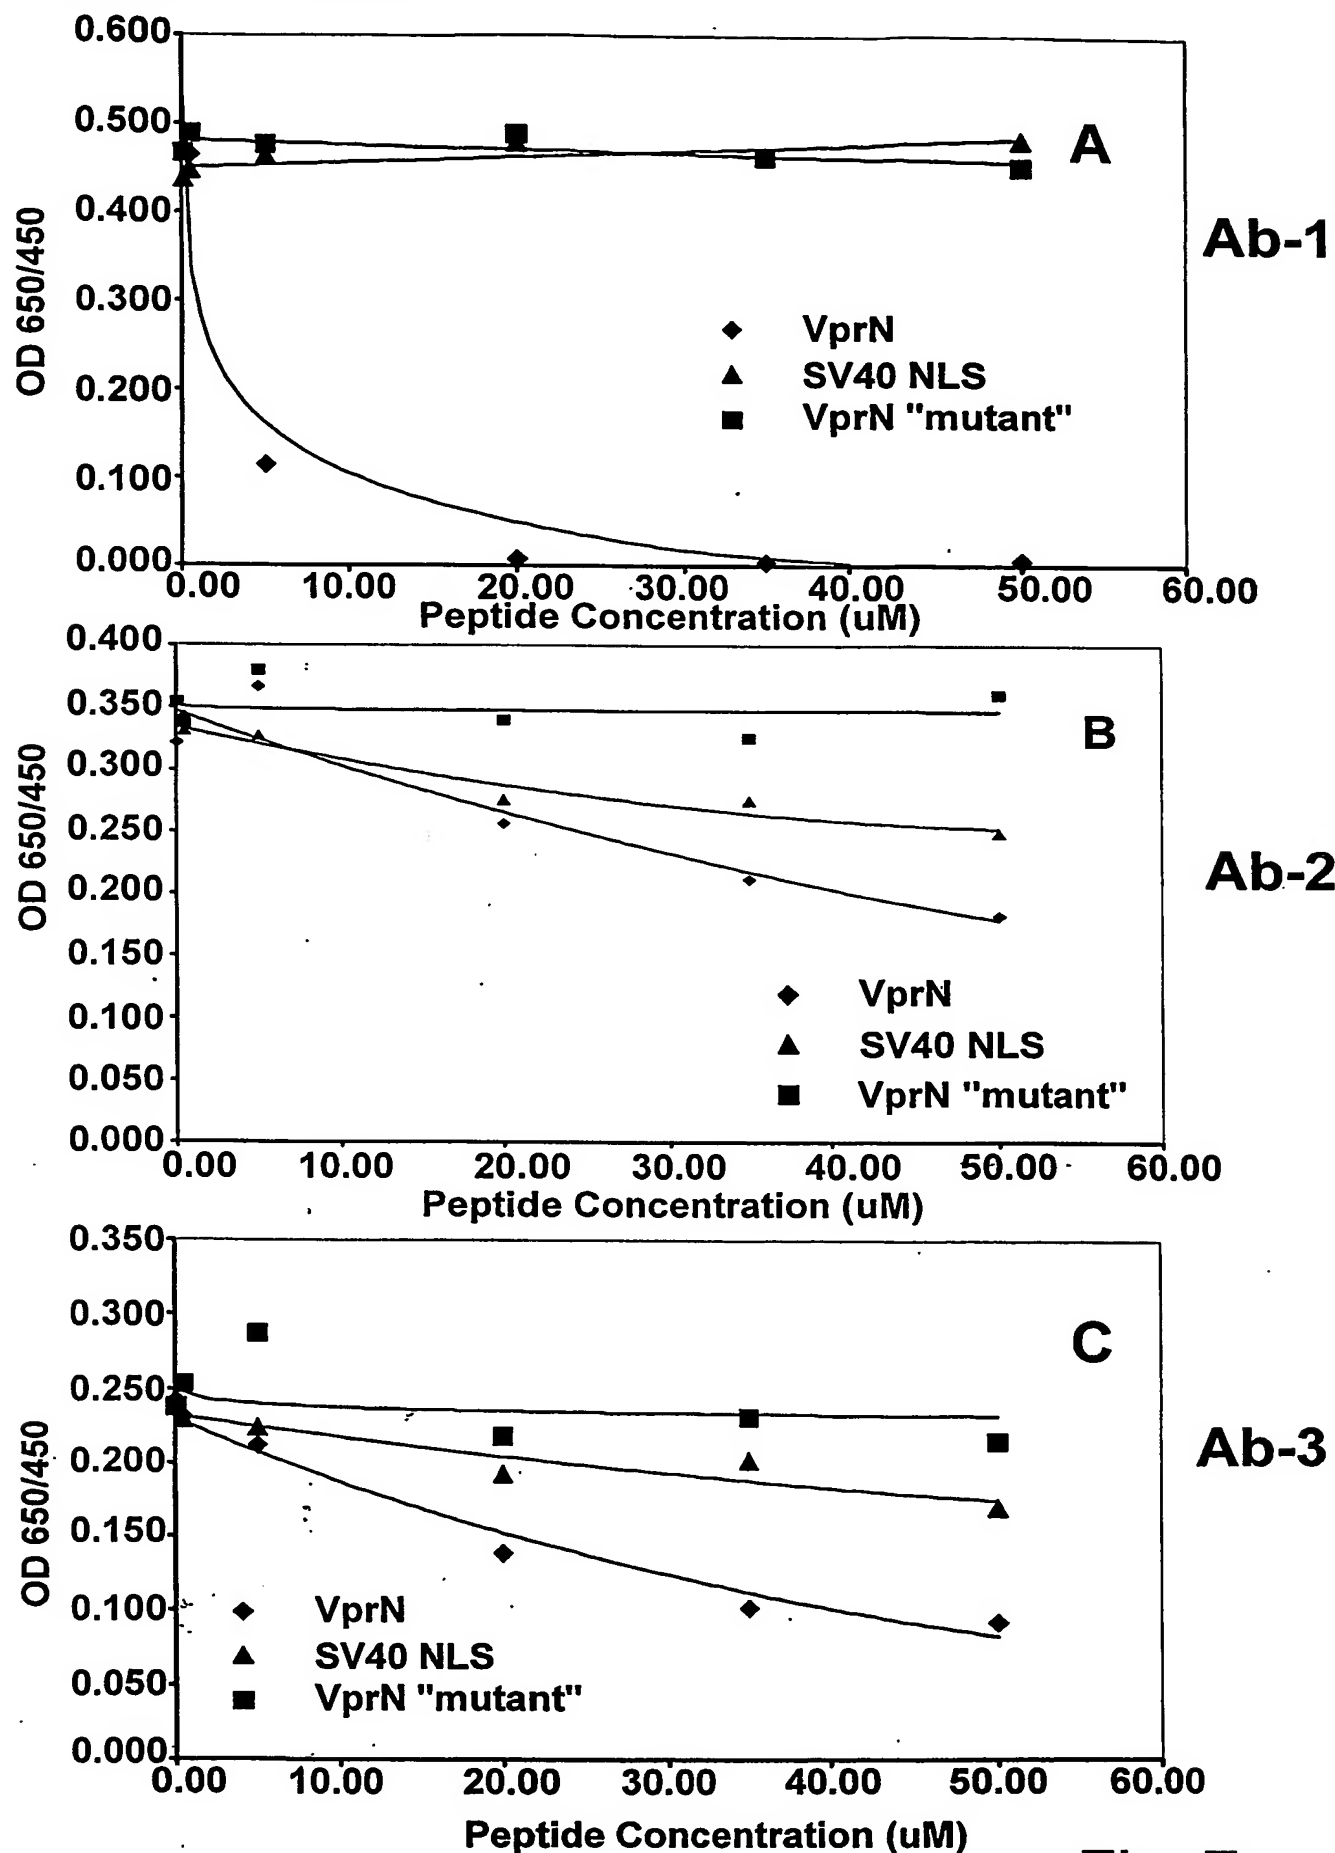 0.600
0.500
0.400
0.300
0.200
0.100
0.000
OD 650/450
A
Ab-1
VprN
SV40 NLS
VprN "mutant"
0.00 10.00 20.00 30.00 40.00 50.00 60.00
Peptide Concentration (uM)
0.400
0.350
0.300
0.250
0.200
0.150
0.100
0.050
0.000
OD 650/450
B
Ab-2
VprN
SV40 NLS
VprN "mutant"
0.00 10.00 20.00 30.00 40.00 50.00 60.00
Peptide Concentration (uM)
0.350
0.300
0.250
0.200
0.150
0.100
0.050
0.000
OD 650/450
C
Ab-3
VprN
SV40 NLS
VprN "mutant"
0.00 10.00 20.00 30.00 40.00 50.00 60.00
Peptide Concentration (uM)